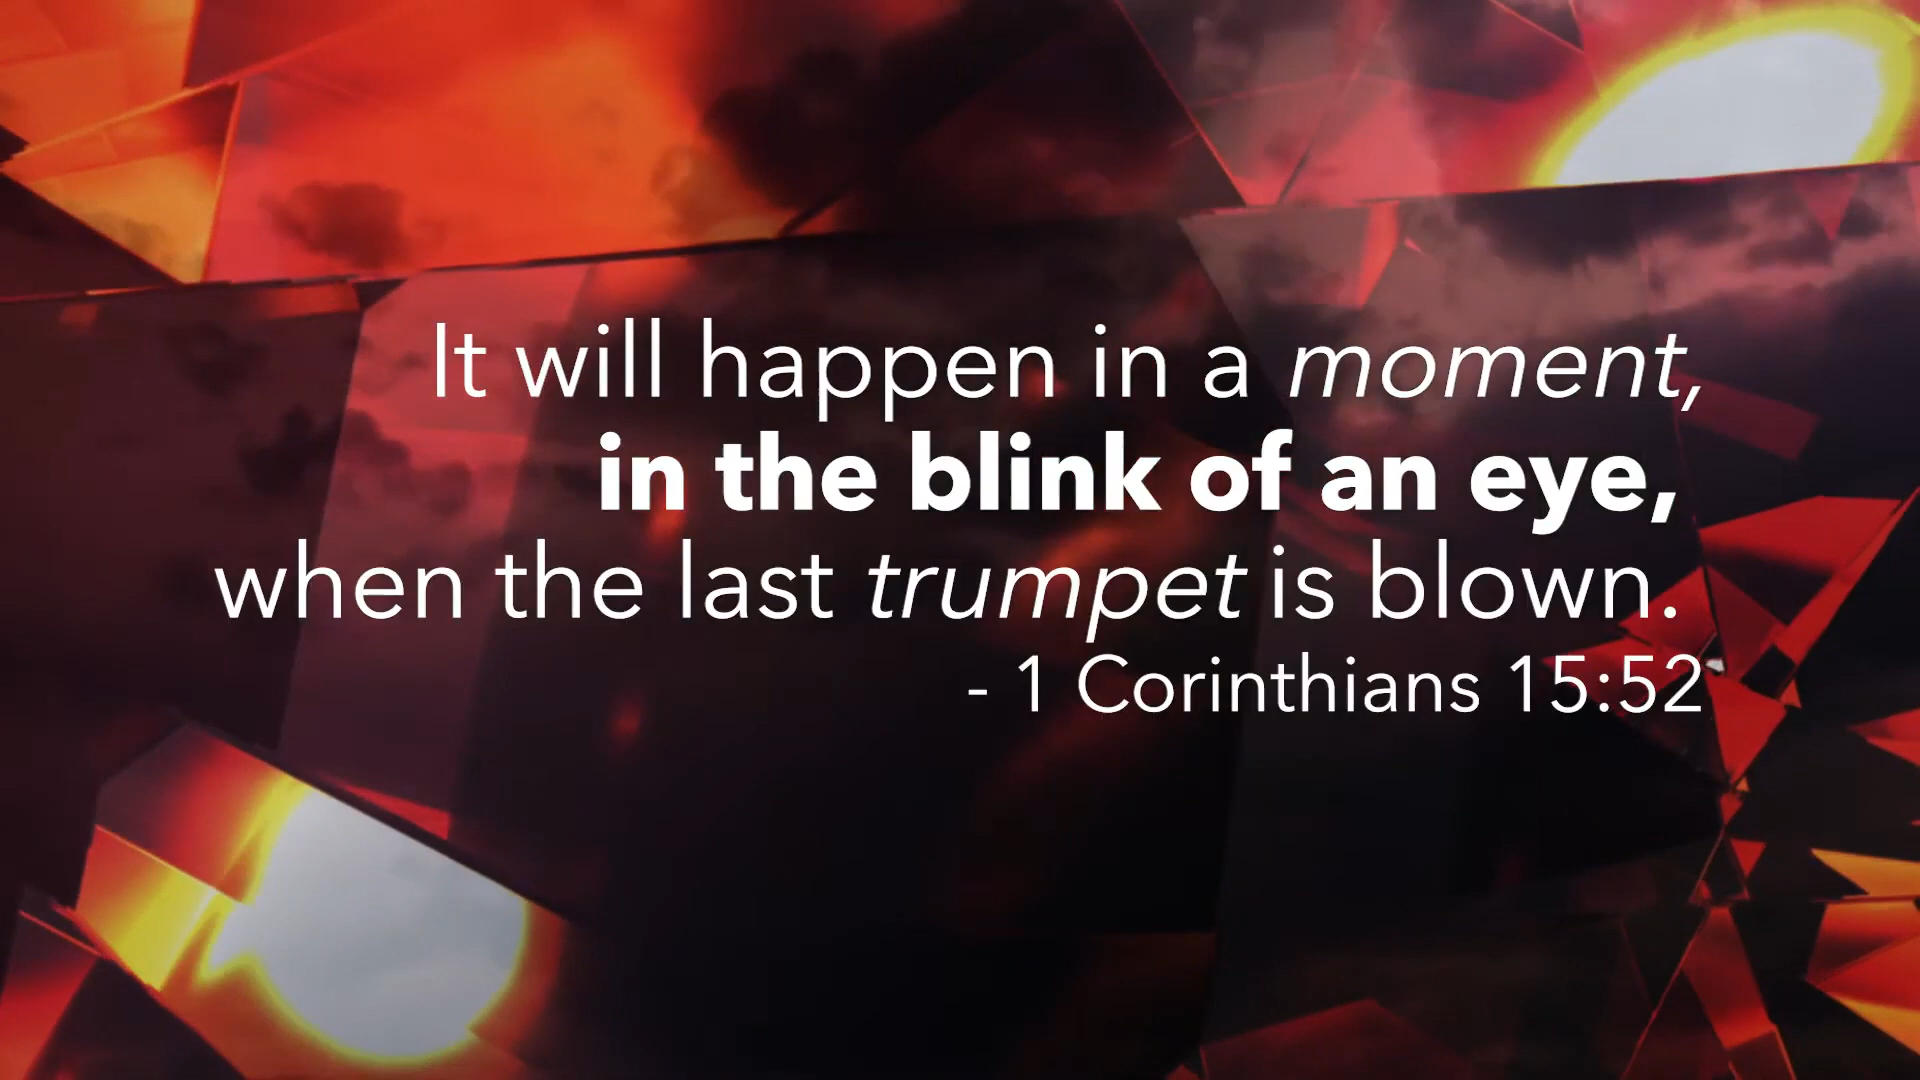 It will happen in a moment,
in the blink of an eye,
when the last trumpet is blown.
- 1 Corinthians 15:52